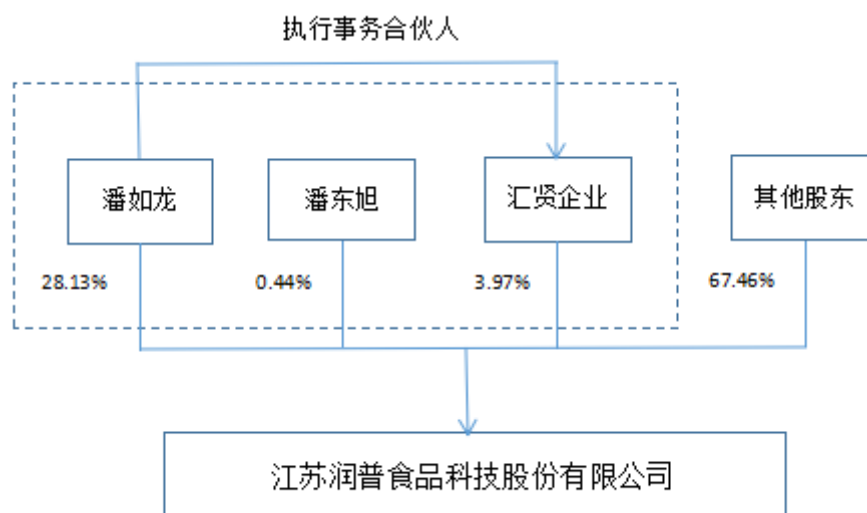 执行事务合伙人
潘如龙
潘东旭
汇贤企业
其他股东
28.13%
0.44%
3.97%
67.46%
江苏润普食品科技股份有限公司